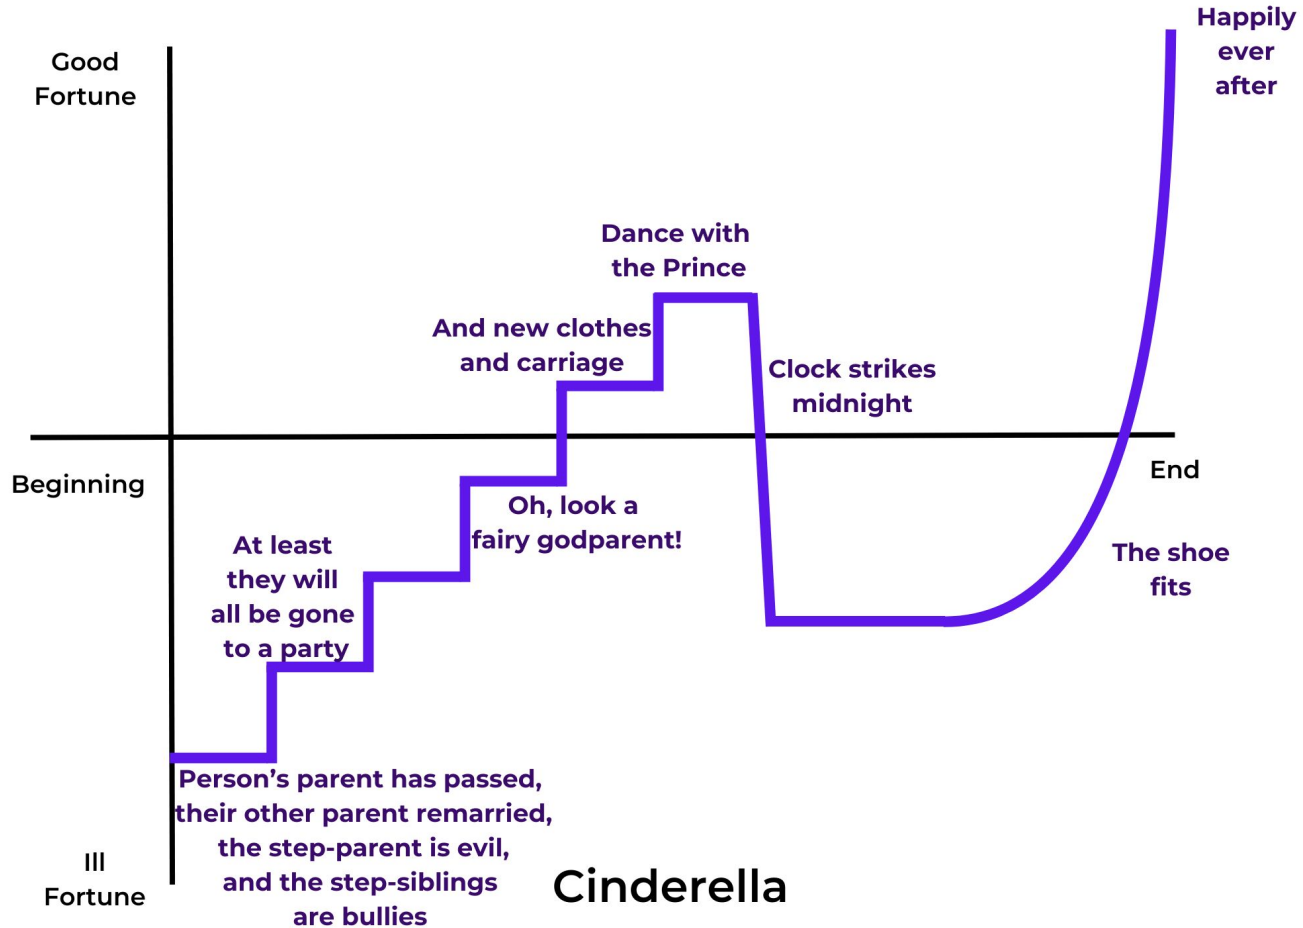 Happily
ever
after
Good
Fortune
Dance with
the Prince
And new clothes
and carriage
Clock strikes
midnight
Beginning
End
Oh, look a
fairy godparent!
At least
they will
all be gone
to a party
The shoe
fits
Person’s parent has passed,
their other parent remarried,
the step-parent is evil,
and the step-siblings
are bullies
Ill
Fortune
Cinderella